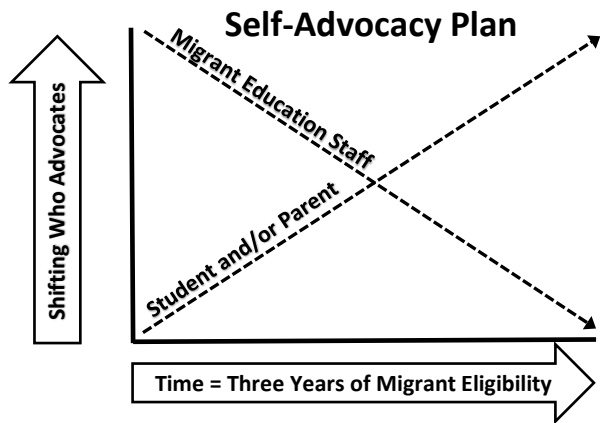 Self-Advocacy Plan
Shifting Who Advocates
Migrant Education Staff
Student and/or Parent
Time = Three Years of Migrant Eligibility